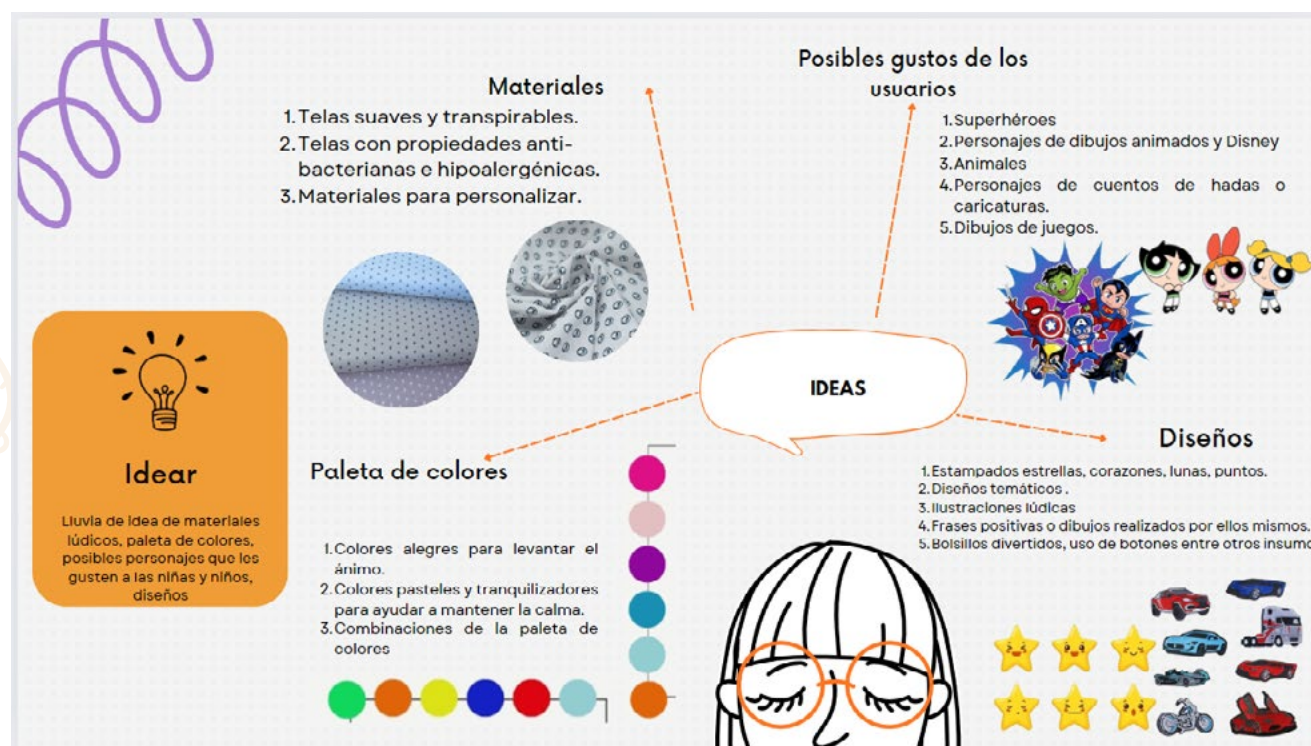 Materiales
1.Telas suaves y transpirables.
2.Telas con propiedades anti-
bacterianas e hipoalergénicas.
3.Materiales para personalizar.
Posibles gustos de los
usuarios
1.Superhéroes
2.Personajes de dibujos animados y Disney
3.Animales
4.Personajes de cuentos de hadas o
caricaturas.
5.Dibujos de juegos.
IDEAS
Idear
Lluvia de idea de materiales
lúdicos, paleta de colores,
posibles personajes que les
gusten a las niñas y niños,
diseños
Paleta de colores
1.Colores alegres para levantar el
ánimo.
2.Colores pasteles y tranquilizadores
para ayudar a mantener la calma.
3.Combinaciones de la paleta de
colores
Diseños
1.Estampados estrellas, corazones, lunas, puntos.
2.Diseños temáticos .
3.Ilustraciones lúdicas
4.Frases positivas o dibujos realizados por ellos mismos.
5.Bolsillos divertidos, uso de botones entre otros insumo